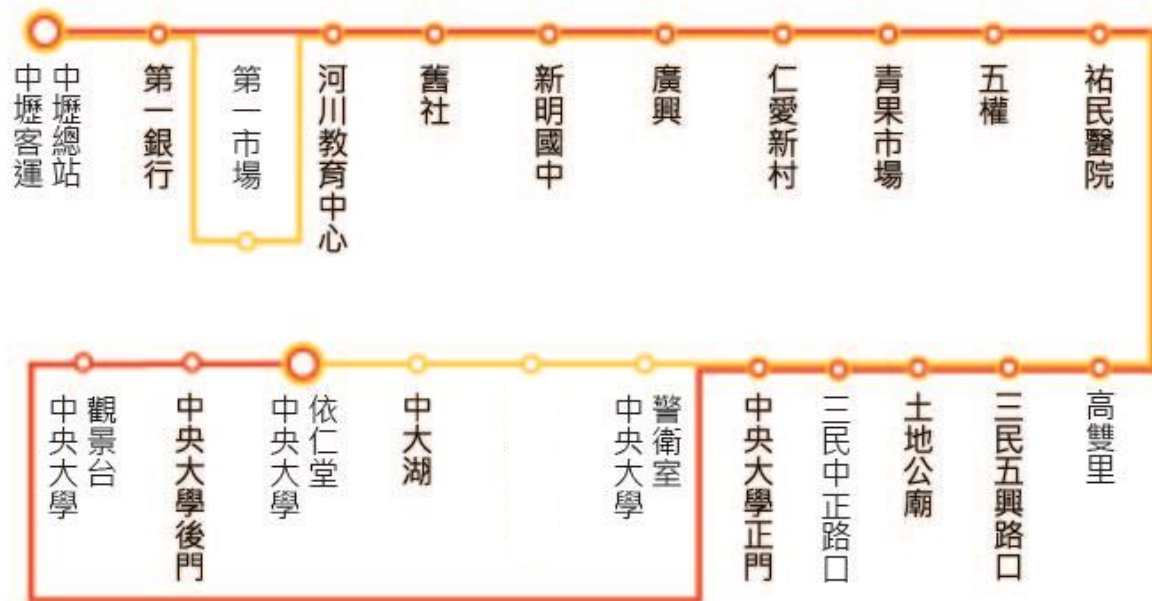 中壢客運
中壢總站
第一銀行
第一市場
河川教育中心
舊社
新明國中
廣興
仁愛新村
青果市場
五權
祐民醫院
中央大學
觀景台
中央大學後門
中央大學
依仁堂
中大湖
中央大學
警衛室
中央大學正門
三民中正路口
土地公廟
三民五興路口
高雙里